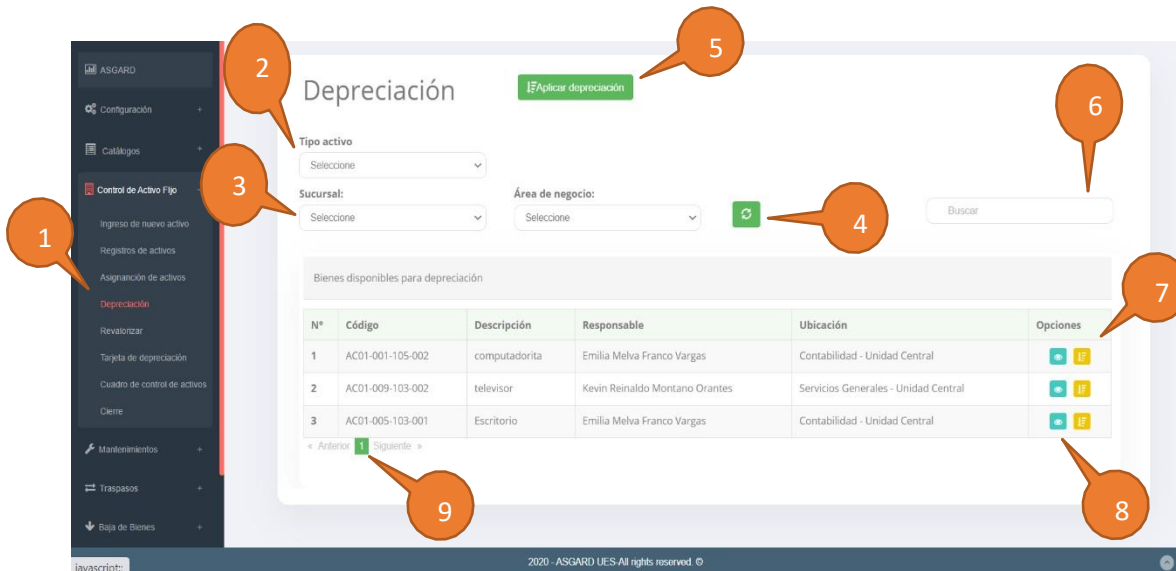 ASGARD
Configuración +
Catálogos +
Control de Activo Fijo -
Ingreso de nuevo activo
Registros de activos
Asignanción de activos
Depreciación
Revalorizar
Tarjeta de depreciación
Cuadro de control de activos
Cierre
Mantenimientos +
Traspasos +
Baja de Bienes +
javascript:;
1
2
3
4
5
6
7
8
9
Depreciación
Aplicar depreciación
Tipo activo
Seleccione
Sucursal: Área de negocio:
Seleccione Seleccione
Buscar
Bienes disponibles para depreciación
N° Código Descripción Responsable Ubicación Opciones
1 AC01-001-105-002 computadorita Emilia Melva Franco Vargas Contabilidad - Unidad Central
2 AC01-009-103-002 televisor Kevin Reinaldo Montano Orantes Servicios Generales - Unidad Central
3 AC01-005-103-001 Escritorio Emilia Melva Franco Vargas Contabilidad - Unidad Central
« Anterior 1 Siguiente »
2020 - ASGARD UES-All rights reserved. ©